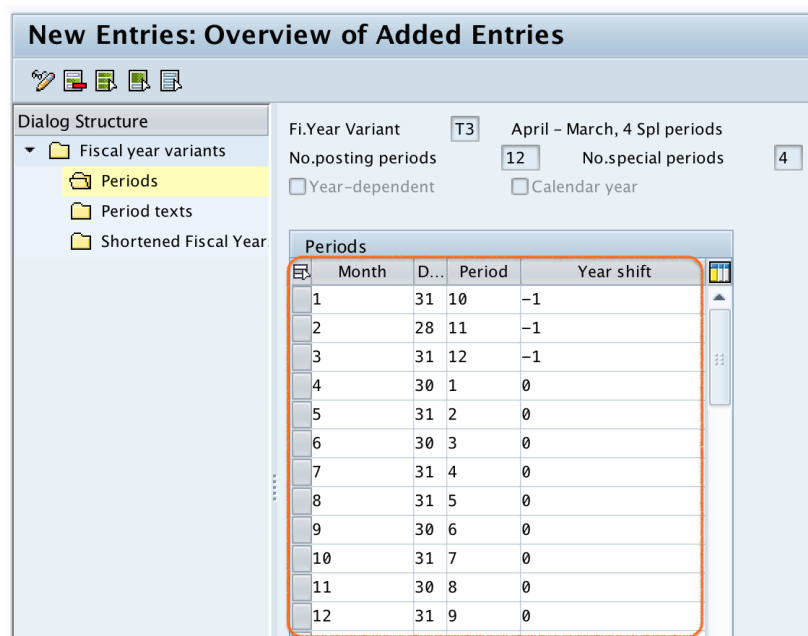 New Entries: Overview of Added Entries
Dialog Structure
Fiscal year variants
Periods
Period texts
Shortened Fiscal Year
Fi.Year Variant T3 April – March, 4 Spl periods
No.posting periods 12 No.special periods 4
Year-dependent Calendar year
Periods
Month D... Period Year shift
1 31 10 –1
2 28 11 –1
3 31 12 –1
4 30 1 0
5 31 2 0
6 30 3 0
7 31 4 0
8 31 5 0
9 30 6 0
10 31 7 0
11 30 8 0
12 31 9 0